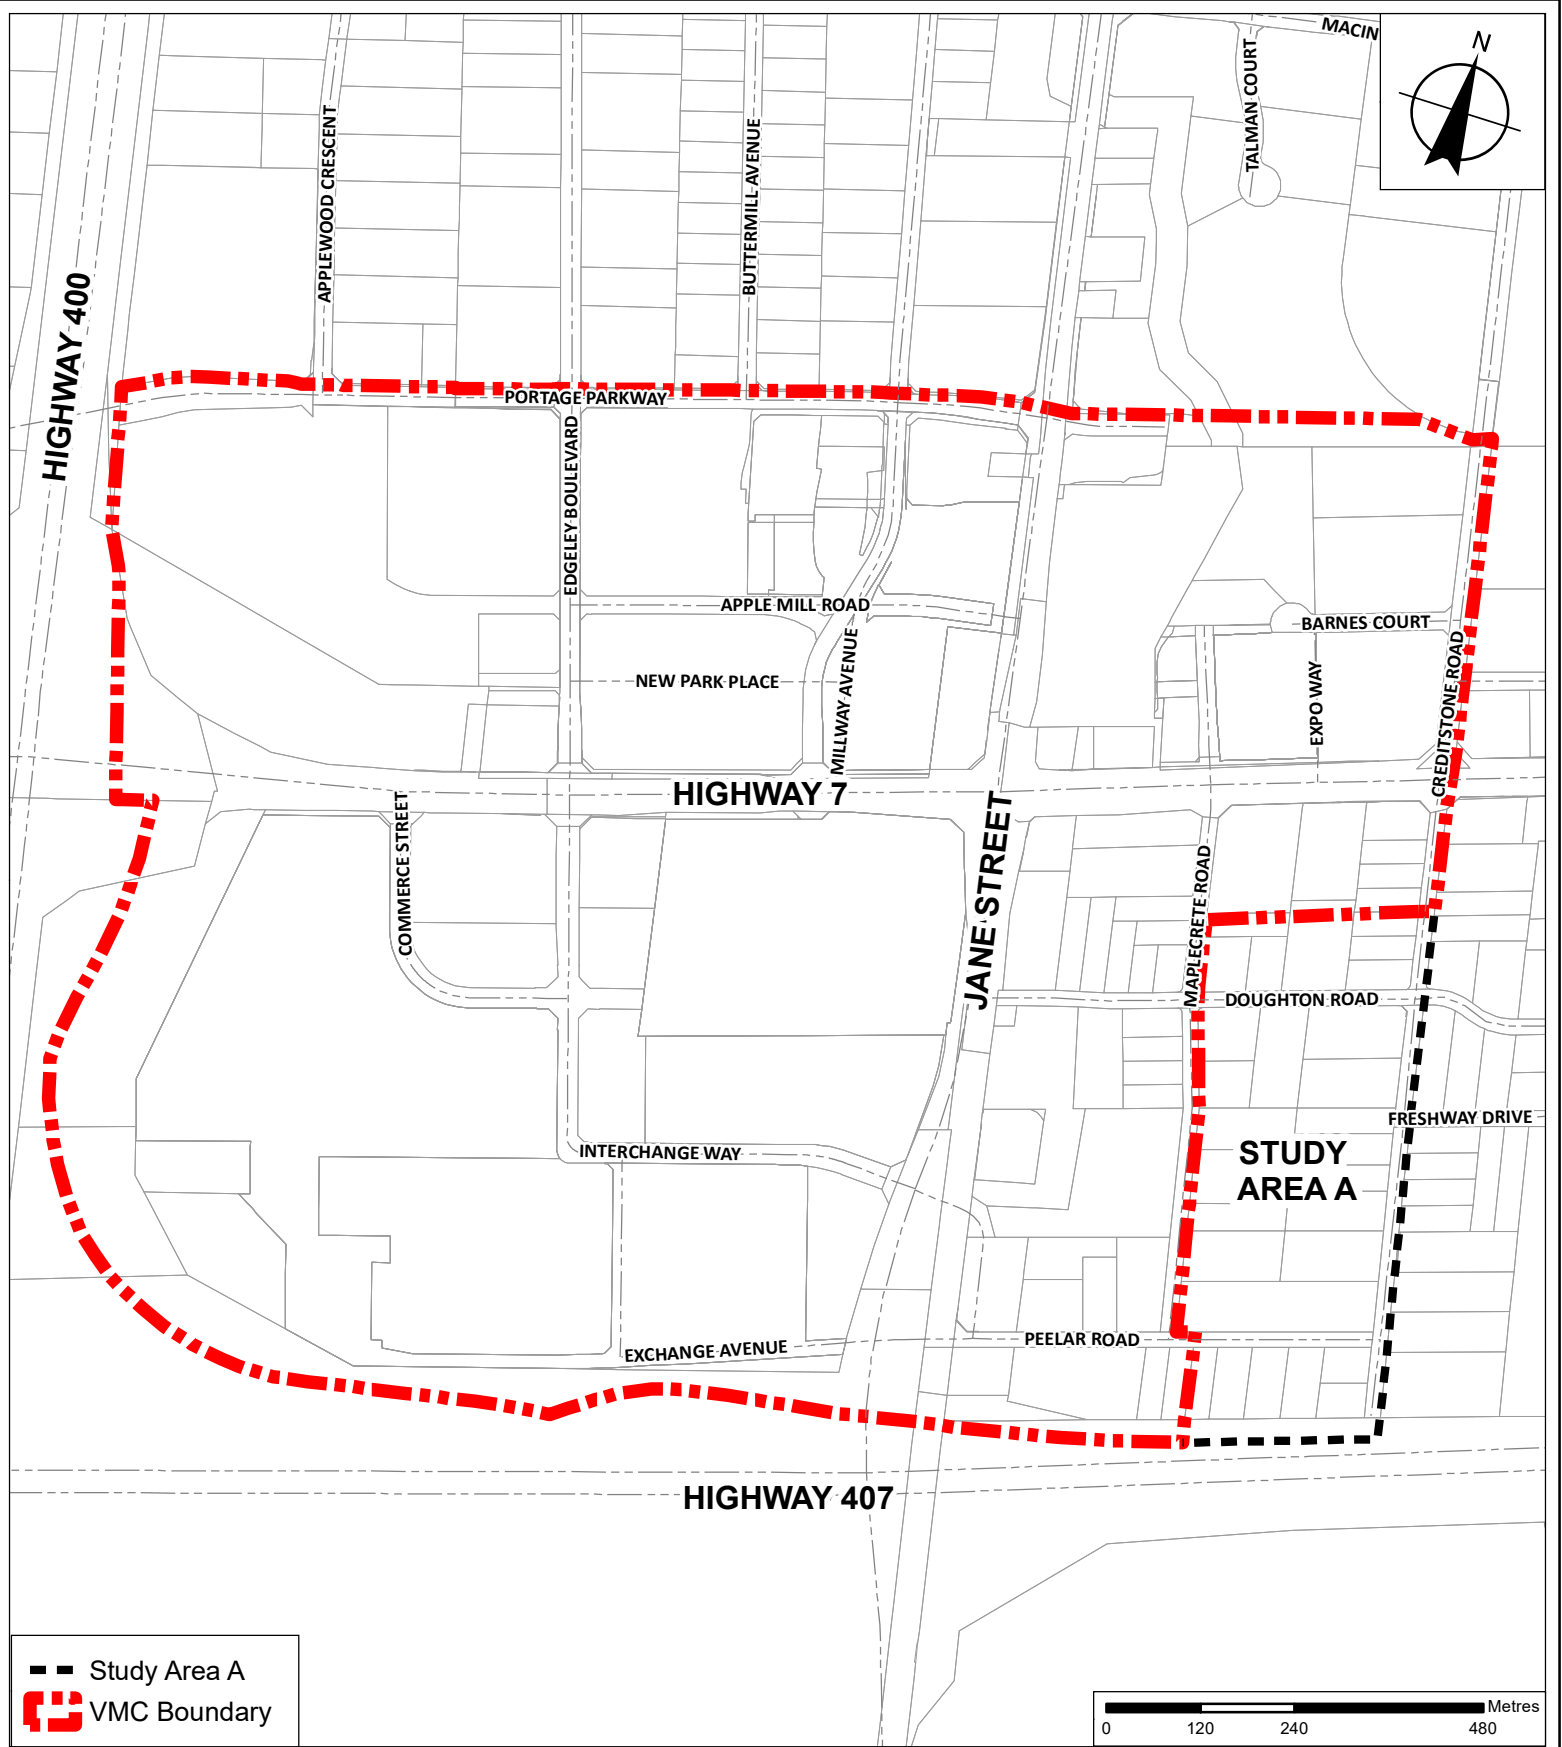 MACIN
N
TALMAN COURT
APPLEWOOD CRESCENT
BUTTERMILL AVENUE
HIGHWAY 400
PORTAGE PARKWAY
EDGELEY BOULEVARD
APPLE MILL ROAD
BARNES COURT
NEW PARK PLACE
MILLWAY AVENUE
EXPO WAY
CREDITSTONE ROAD
HIGHWAY 7
COMMERCE STREET
JANE STREET
MAPLECRETE ROAD
DOUGHTON ROAD
FRESHWAY DRIVE
STUDY
AREA A
INTERCHANGE WAY
EXCHANGE AVENUE
PEELAR ROAD
HIGHWAY 407
Study Area A
VMC Boundary
Metres
0 120 240 480